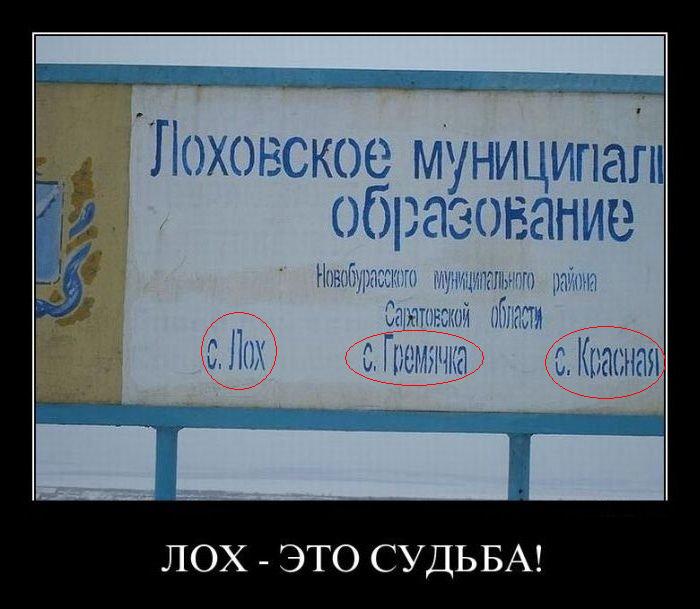 Лоховское муниципал
образование
Новобурасского муниципального района
Саратовской области
с. Лох с. Гремячка с. Красная
ЛОХ - ЭТО СУДЬБА!